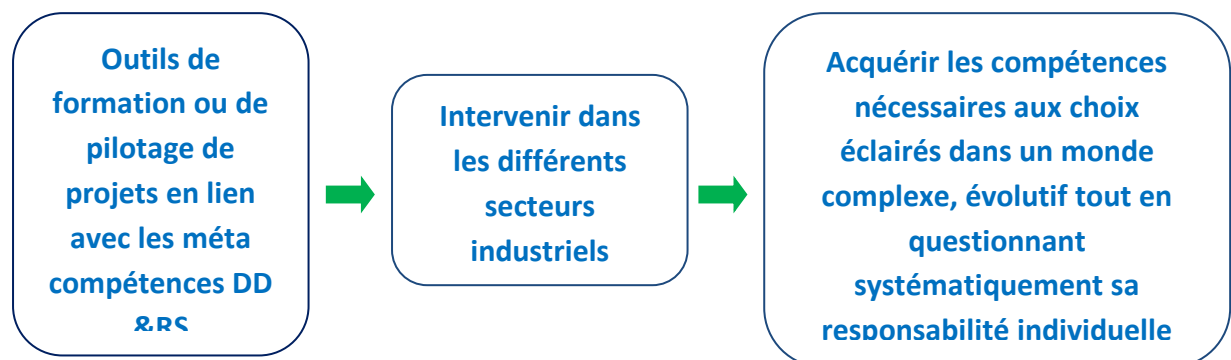 Outils de
formation ou de
pilotage de
projets en lien
avec les méta
compétences DD
&RS
Intervenir dans
les différents
secteurs
industriels
Acquérir les compétences
nécessaires aux choix
éclairés dans un monde
complexe, évolutif tout en
questionnant
systématiquement sa
responsabilité individuelle